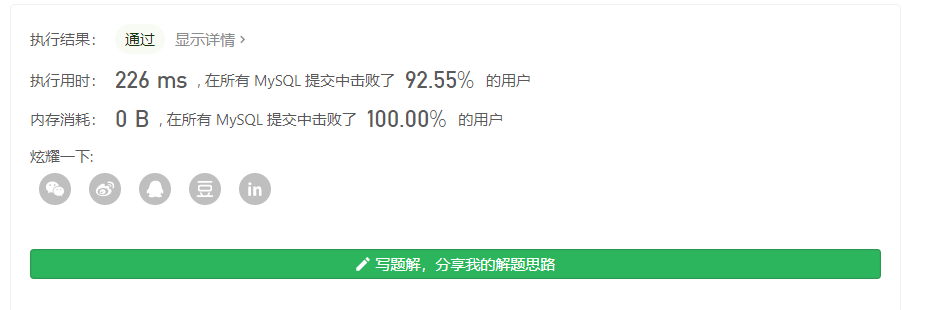 执行结果： 通过 显示详情 ›
执行用时： 226 ms , 在所有 MySQL 提交中击败了 92.55% 的用户
内存消耗： 0 B , 在所有 MySQL 提交中击败了 100.00% 的用户
炫耀一下:
豆 in
写题解，分享我的解题思路